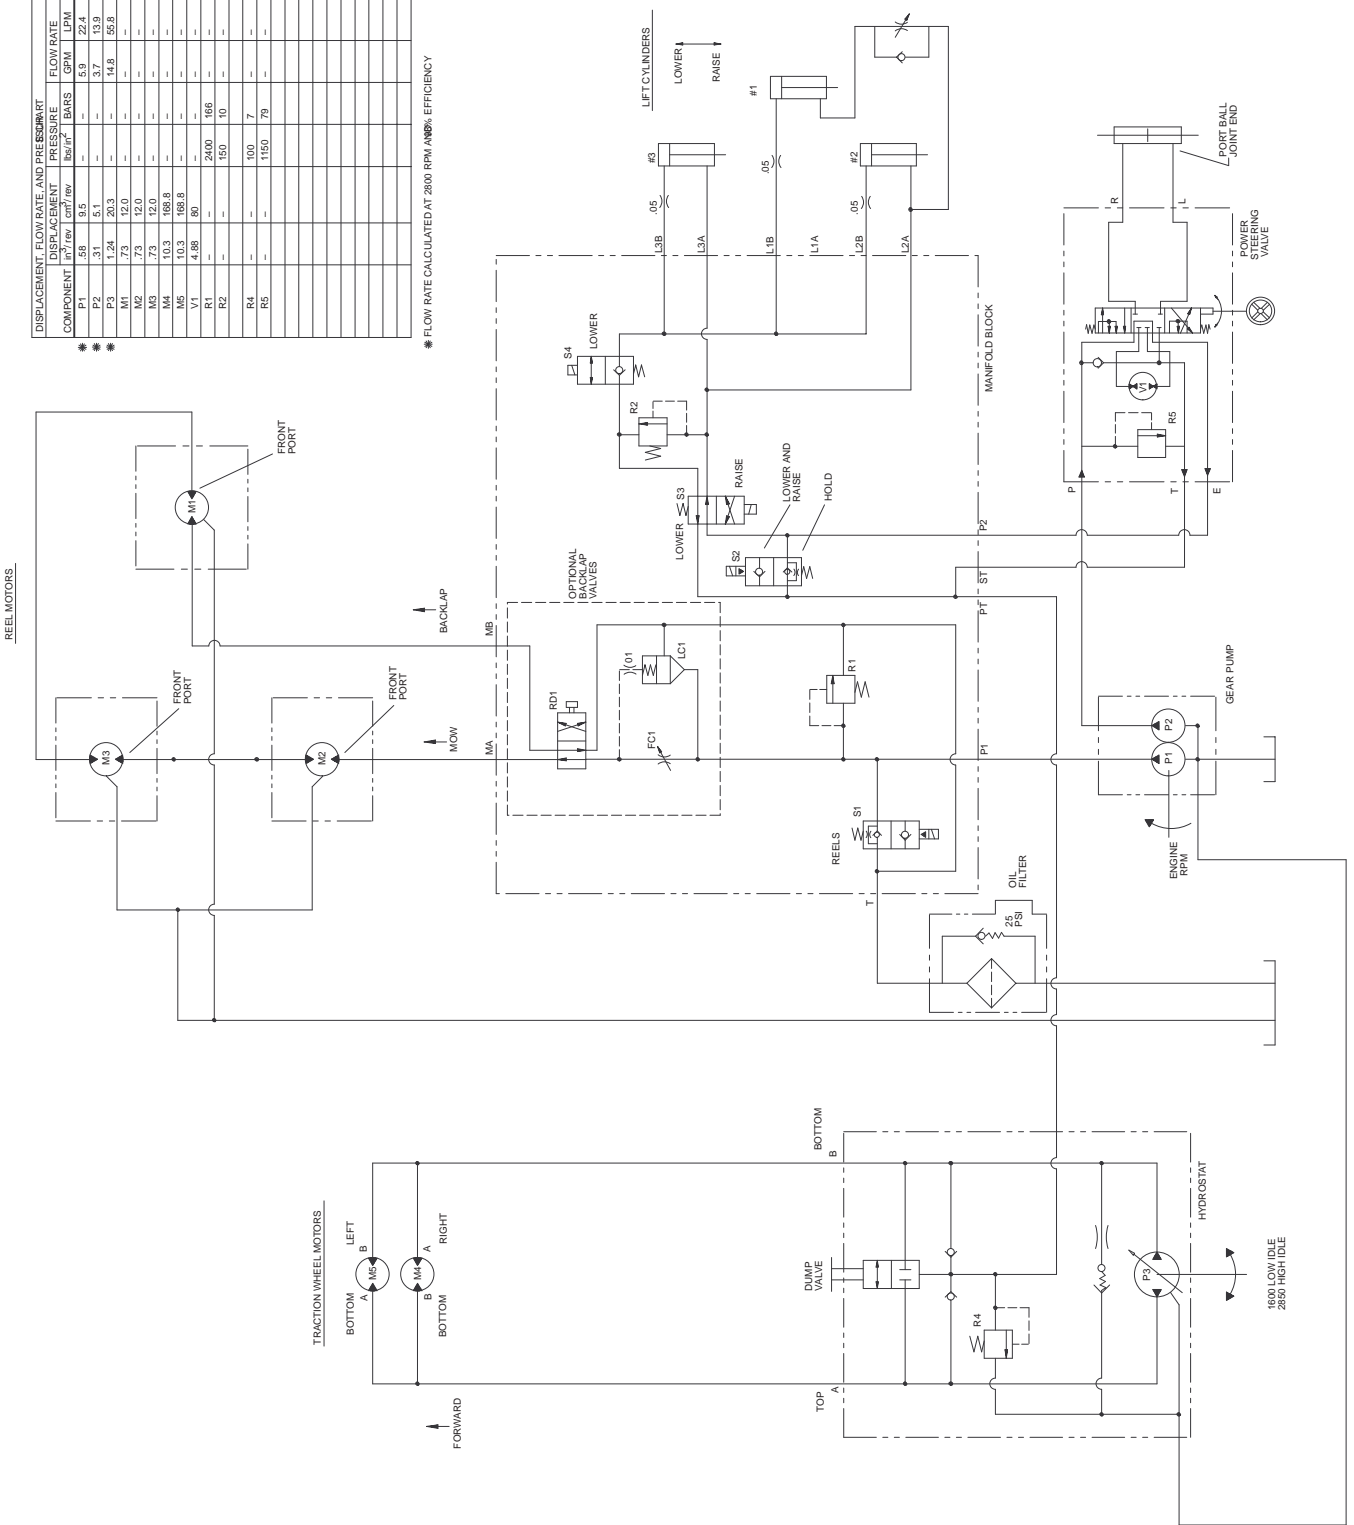 DISPLACEMENT, FLOW RATE, AND PRESSURE CHART
DISPLACEMENT PRESSURE FLOW RATE
COMPONENT in³/rev cm³/rev lbs/in² BARS GPM LPM
✱ P1 .58 9.5 – – 5.9 22.4
✱ P2 .31 5.1 – – 3.7 13.9
✱ P3 1.24 20.3 – – 14.8 55.8
M1 .73 12.0 – – – –
M2 .73 12.0 – – – –
M3 .73 12.0 – – – –
M4 10.3 168.8 – – – –
M5 10.3 168.8 – – – –
V1 4.88 80 – – – –
R1 – – 2400 166 – –
R2 – – 150 10 – –
R4 – – 100 7 – –
R5 – – 1150 79 – –
✱ FLOW RATE CALCULATED AT 2800 RPM AND % EFFICIENCY
REEL MOTORS
M1
FRONT
PORT
M3
FRONT
PORT
M2
FRONT
PORT
BACKLAP
MOW
MB
MA
OPTIONAL
BACKLAP
VALVES
RD1
LC1
FC1
R1
REELS
S1
T
P1
PT
ST
P2
MANIFOLD BLOCK
S2
LOWER AND
RAISE
HOLD
LOWER
S3
RAISE
R2
S4
LOWER
L3B
L3A
L1B
L1A
L2B
L2A
.05
.05
.05
LIFT CYLINDERS
LOWER
RAISE
#3
#1
#2
PORT BALL
JOINT END
R
L
POWER
STEERING
VALVE
V1
R5
P
T
E
GEAR PUMP
P2
P1
ENGINE
RPM
OIL
FILTER
25
PSI
TRACTION WHEEL MOTORS
BOTTOM LEFT
A B
M5
M4
B A
BOTTOM RIGHT
FORWARD
TOP
A
BOTTOM
B
DUMP
VALVE
R4
P3
HYDROSTAT
1600 LOW IDLE
2850 HIGH IDLE